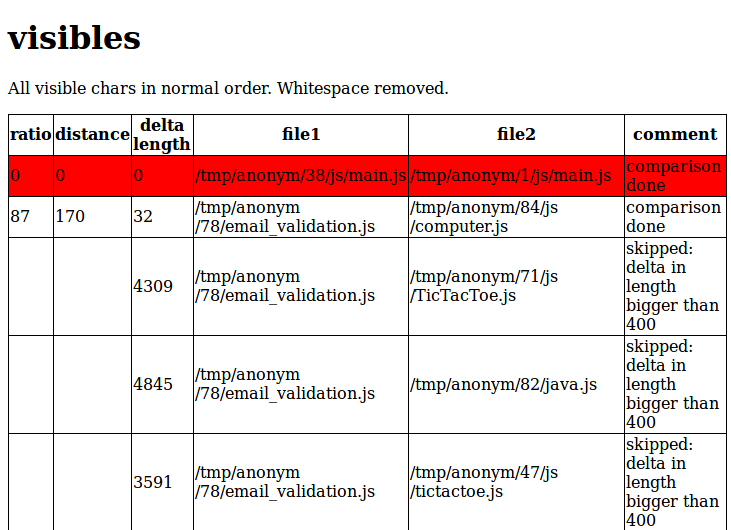 visibles
All visible chars in normal order. Whitespace removed.
ratio distance delta length file1 file2 comment
0 0 0 /tmp/anonym/38/js/main.js /tmp/anonym/1/js/main.js comparison done
87 170 32 /tmp/anonym/78/email_validation.js /tmp/anonym/84/js/computer.js comparison done
4309 /tmp/anonym/78/email_validation.js /tmp/anonym/71/js/TicTacToe.js skipped: delta in length bigger than 400
4845 /tmp/anonym/78/email_validation.js /tmp/anonym/82/java.js skipped: delta in length bigger than 400
3591 /tmp/anonym/78/email_validation.js /tmp/anonym/47/js/tictactoe.js skipped: delta in length bigger than 400